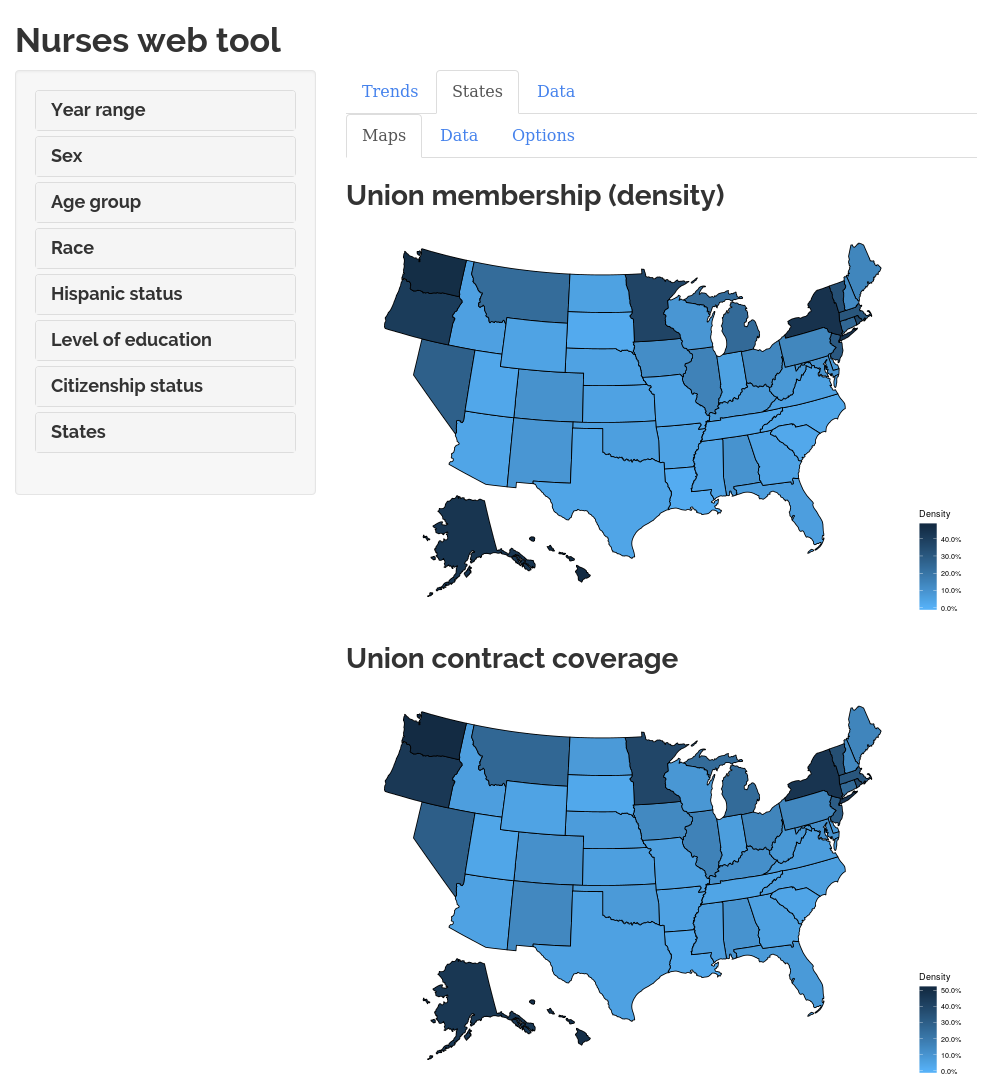 Nurses web tool
Year range
Sex
Age group
Race
Hispanic status
Level of education
Citizenship status
States
Trends States Data
Maps Data Options
Union membership (density)
Density
40.0%
30.0%
20.0%
10.0%
0.0%
Union contract coverage
Density
50.0%
40.0%
30.0%
20.0%
10.0%
0.0%